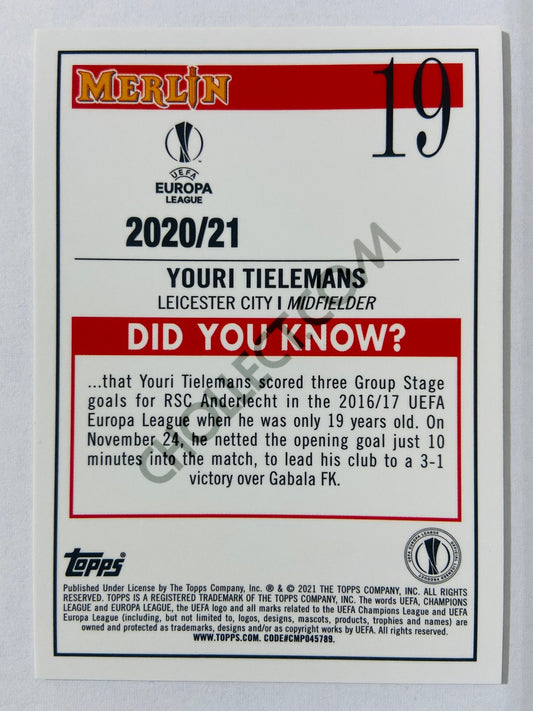 MERLIN
19
UEFA
EUROPA
LEAGUE
2020/21
YOURI TIELEMANS
LEICESTER CITY | MIDFIELDER
DID YOU KNOW?
...that Youri Tielemans scored three Group Stage
goals for RSC Anderlecht in the 2016/17 UEFA
Europa League when he was only 19 years old. On
November 24, he netted the opening goal just 10
minutes into the match, to lead his club to a 3-1
victory over Gabala FK.
CHOLLECT.COM
topps®
Published Under License by The Topps Company, Inc. ® & © 2021 THE TOPPS COMPANY, INC. ALL RIGHTS
RESERVED. TOPPS IS A REGISTERED TRADEMARK OF THE TOPPS COMPANY, INC. The words UEFA, CHAMPIONS
LEAGUE and EUROPA LEAGUE, the UEFA logo and all marks related to the UEFA Champions League and UEFA
Europa League (including, but not limited to, logos, designs, mascots, products, trophies and names) are
owned and protected as trademarks, designs and/or as copyright works by UEFA. All rights reserved.
WWW.TOPPS.COM. CODE#CMP045789.